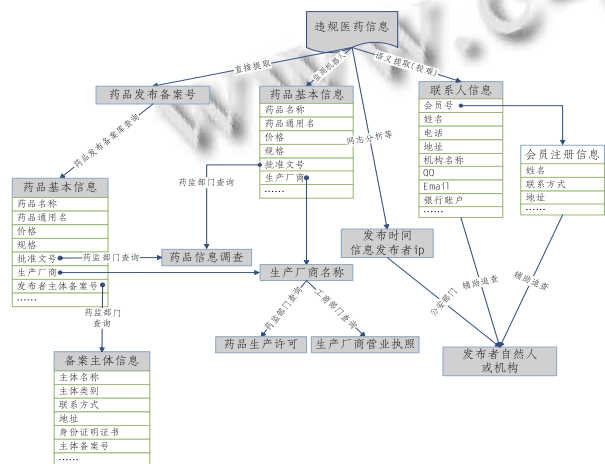 违规医药信息
直接提取
监测机器人
语义提取(较难)
药品发布备案号
药品基本信息
药品名称
药品通用名
价格
规格
批准文号
生产厂商
……
联系人信息
会员号
姓名
电话
地址
机构名称
QQ
Email
银行账户
……
网志分析等
会员注册信息
姓名
联系方式
地址
……
药品发布备案库查询
药监部门查询
药品基本信息
药品名称
药品通用名
价格
规格
批准文号
生产厂商
发布者主体备案号
……
药监部门查询
药品信息调查
生产厂商名称
发布时间
信息发布者ip
药监部门
查询
药监部门查询
工商部门查询
公安部门
辅助追查
辅助追查
药品生产许可
生产厂商营业执照
发布者自然人
或机构
备案主体信息
主体名称
主体类别
联系方式
地址
身份证明证书
主体备案号
……